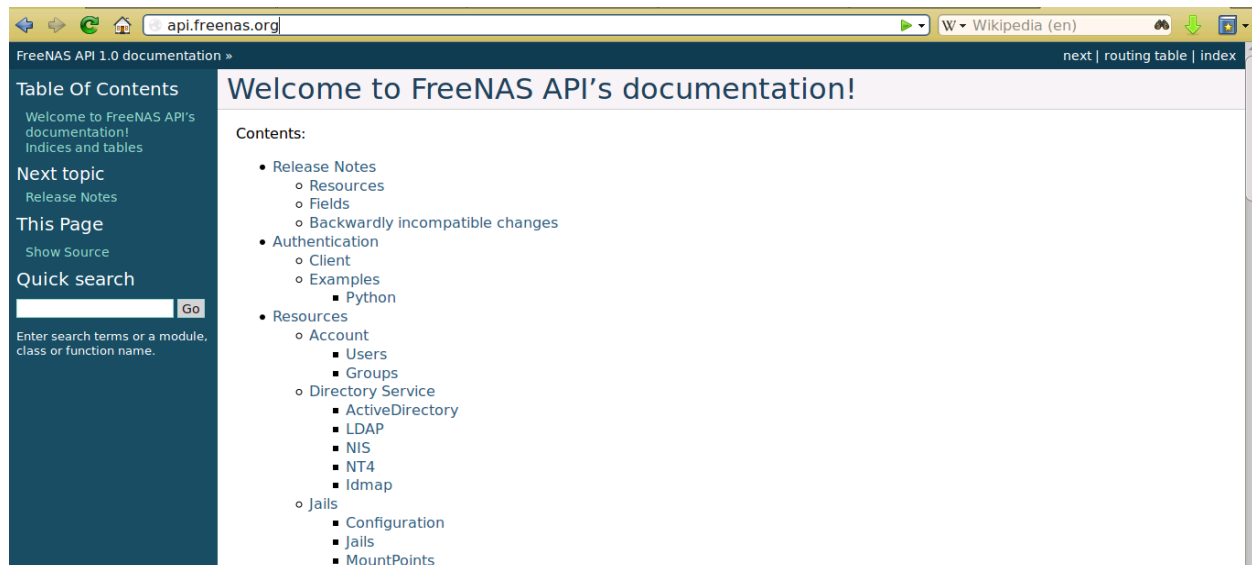 api.freenas.org
W Wikipedia (en)
FreeNAS API 1.0 documentation »
next | routing table | index
Table Of Contents
Welcome to FreeNAS API's
documentation!
Indices and tables
Next topic
Release Notes
This Page
Show Source
Quick search
Go
Enter search terms or a module,
class or function name.
Welcome to FreeNAS API's documentation!
Contents:
Release Notes
Resources
Fields
Backwardly incompatible changes
Authentication
Client
Examples
Python
Resources
Account
Users
Groups
Directory Service
ActiveDirectory
LDAP
NIS
NT4
Idmap
Jails
Configuration
Jails
MountPoints